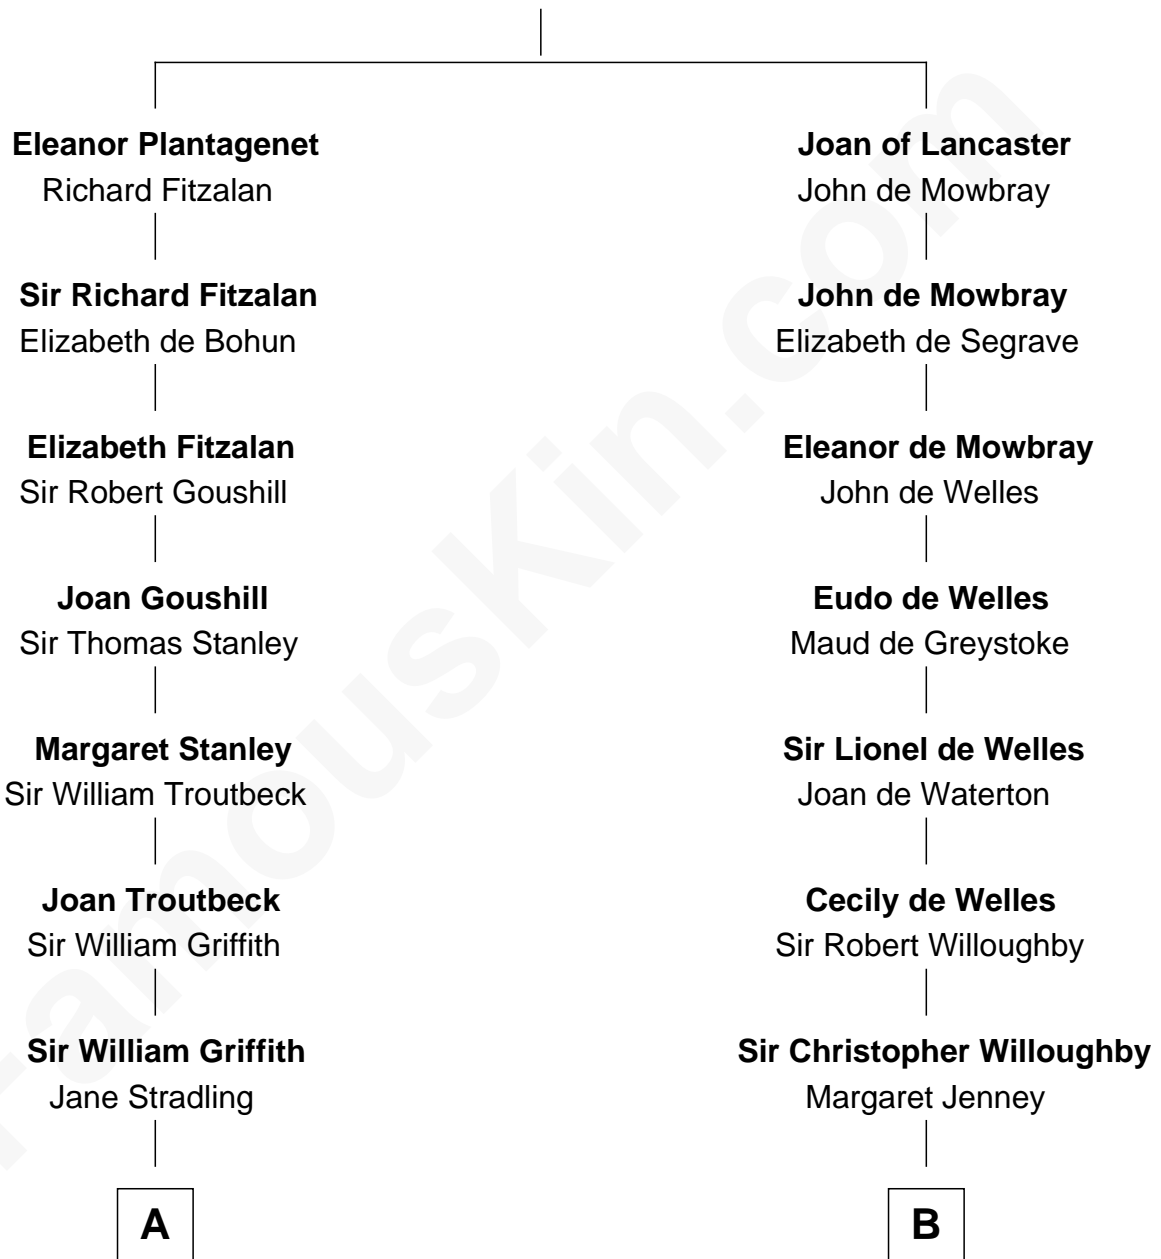 Eleanor Plantagenet
Richard Fitzalan
Sir Richard Fitzalan
Elizabeth de Bohun
Elizabeth Fitzalan
Sir Robert Goushill
Joan Goushill
Sir Thomas Stanley
Margaret Stanley
Sir William Troutbeck
Joan Troutbeck
Sir William Griffith
Sir William Griffith
Jane Stradling
A
Joan of Lancaster
John de Mowbray
John de Mowbray
Elizabeth de Segrave
Eleanor de Mowbray
John de Welles
Eudo de Welles
Maud de Greystoke
Sir Lionel de Welles
Joan de Waterton
Cecily de Welles
Sir Robert Willoughby
Sir Christopher Willoughby
Margaret Jenney
B
FamousKin.com